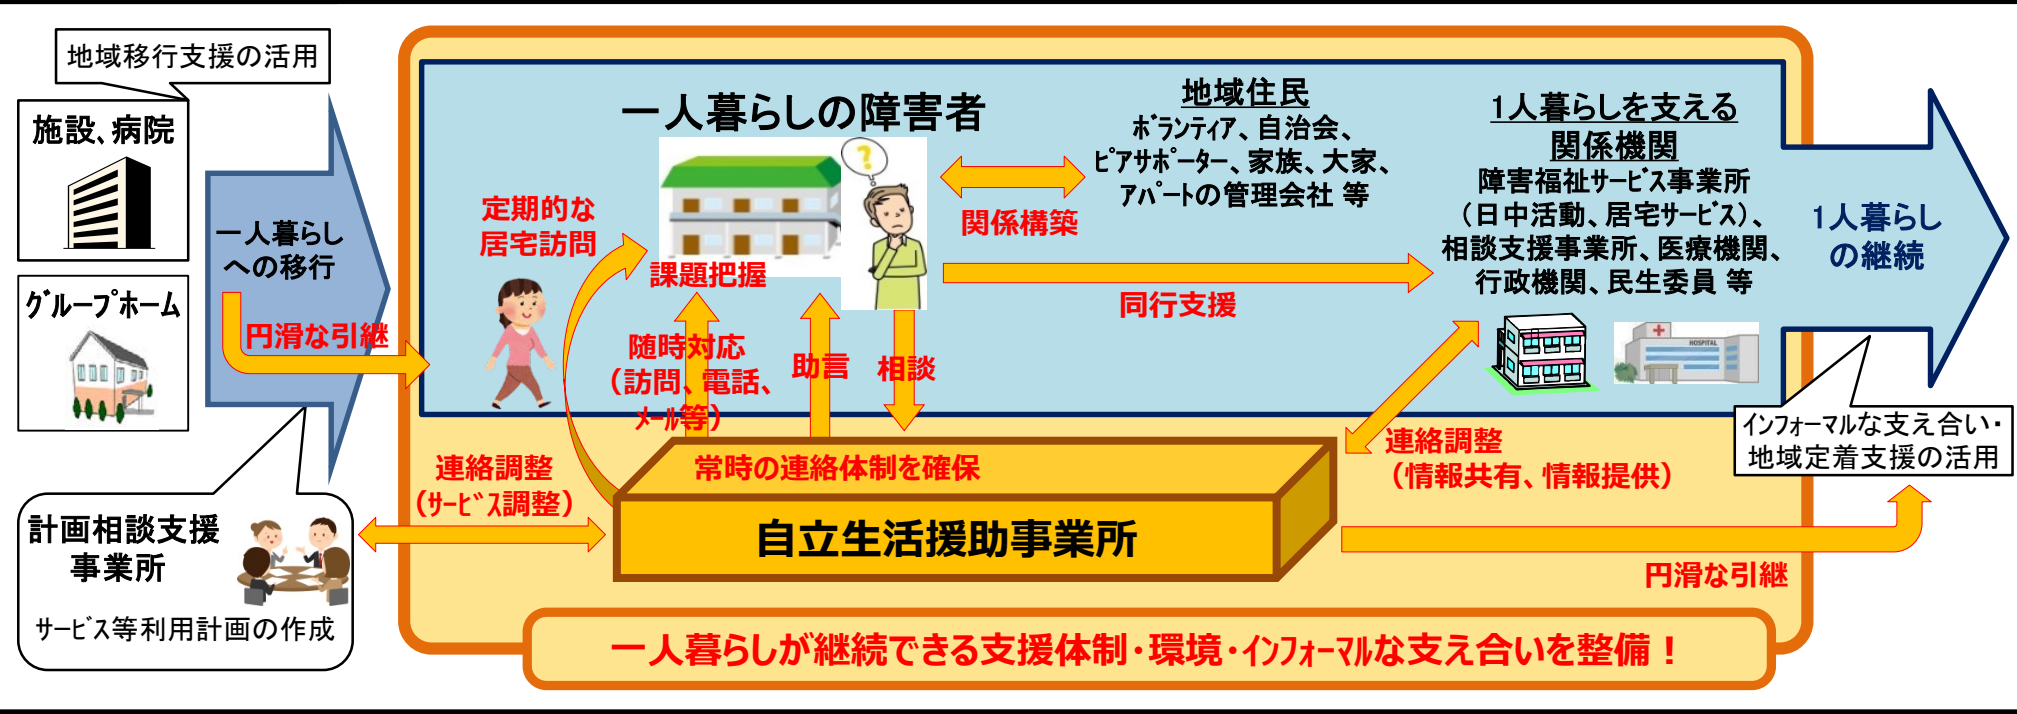 地域移行支援の活用
施設、病院
グループホーム
一人暮らし
への移行
円滑な引継
計画相談支援
事業所
サービス等利用計画の作成
連絡調整
（サービス調整）
一人暮らしの障害者
定期的な
居宅訪問
課題把握
随時対応
（訪問、電話、
メール等）
助言
相談
地域住民
ボランティア、自治会、
ピアサポーター、家族、大家、
アパートの管理会社 等
関係構築
同行支援
1人暮らしを支える
関係機関
障害福祉サービス事業所
（日中活動、居宅サービス）、
相談支援事業所、医療機関、
行政機関、民生委員 等
HOSPITAL
1人暮らし
の継続
インフォーマルな支え合い・
地域定着支援の活用
連絡調整
（情報共有、情報提供）
常時の連絡体制を確保
自立生活援助事業所
円滑な引継
一人暮らしが継続できる支援体制・環境・インフォーマルな支え合いを整備！